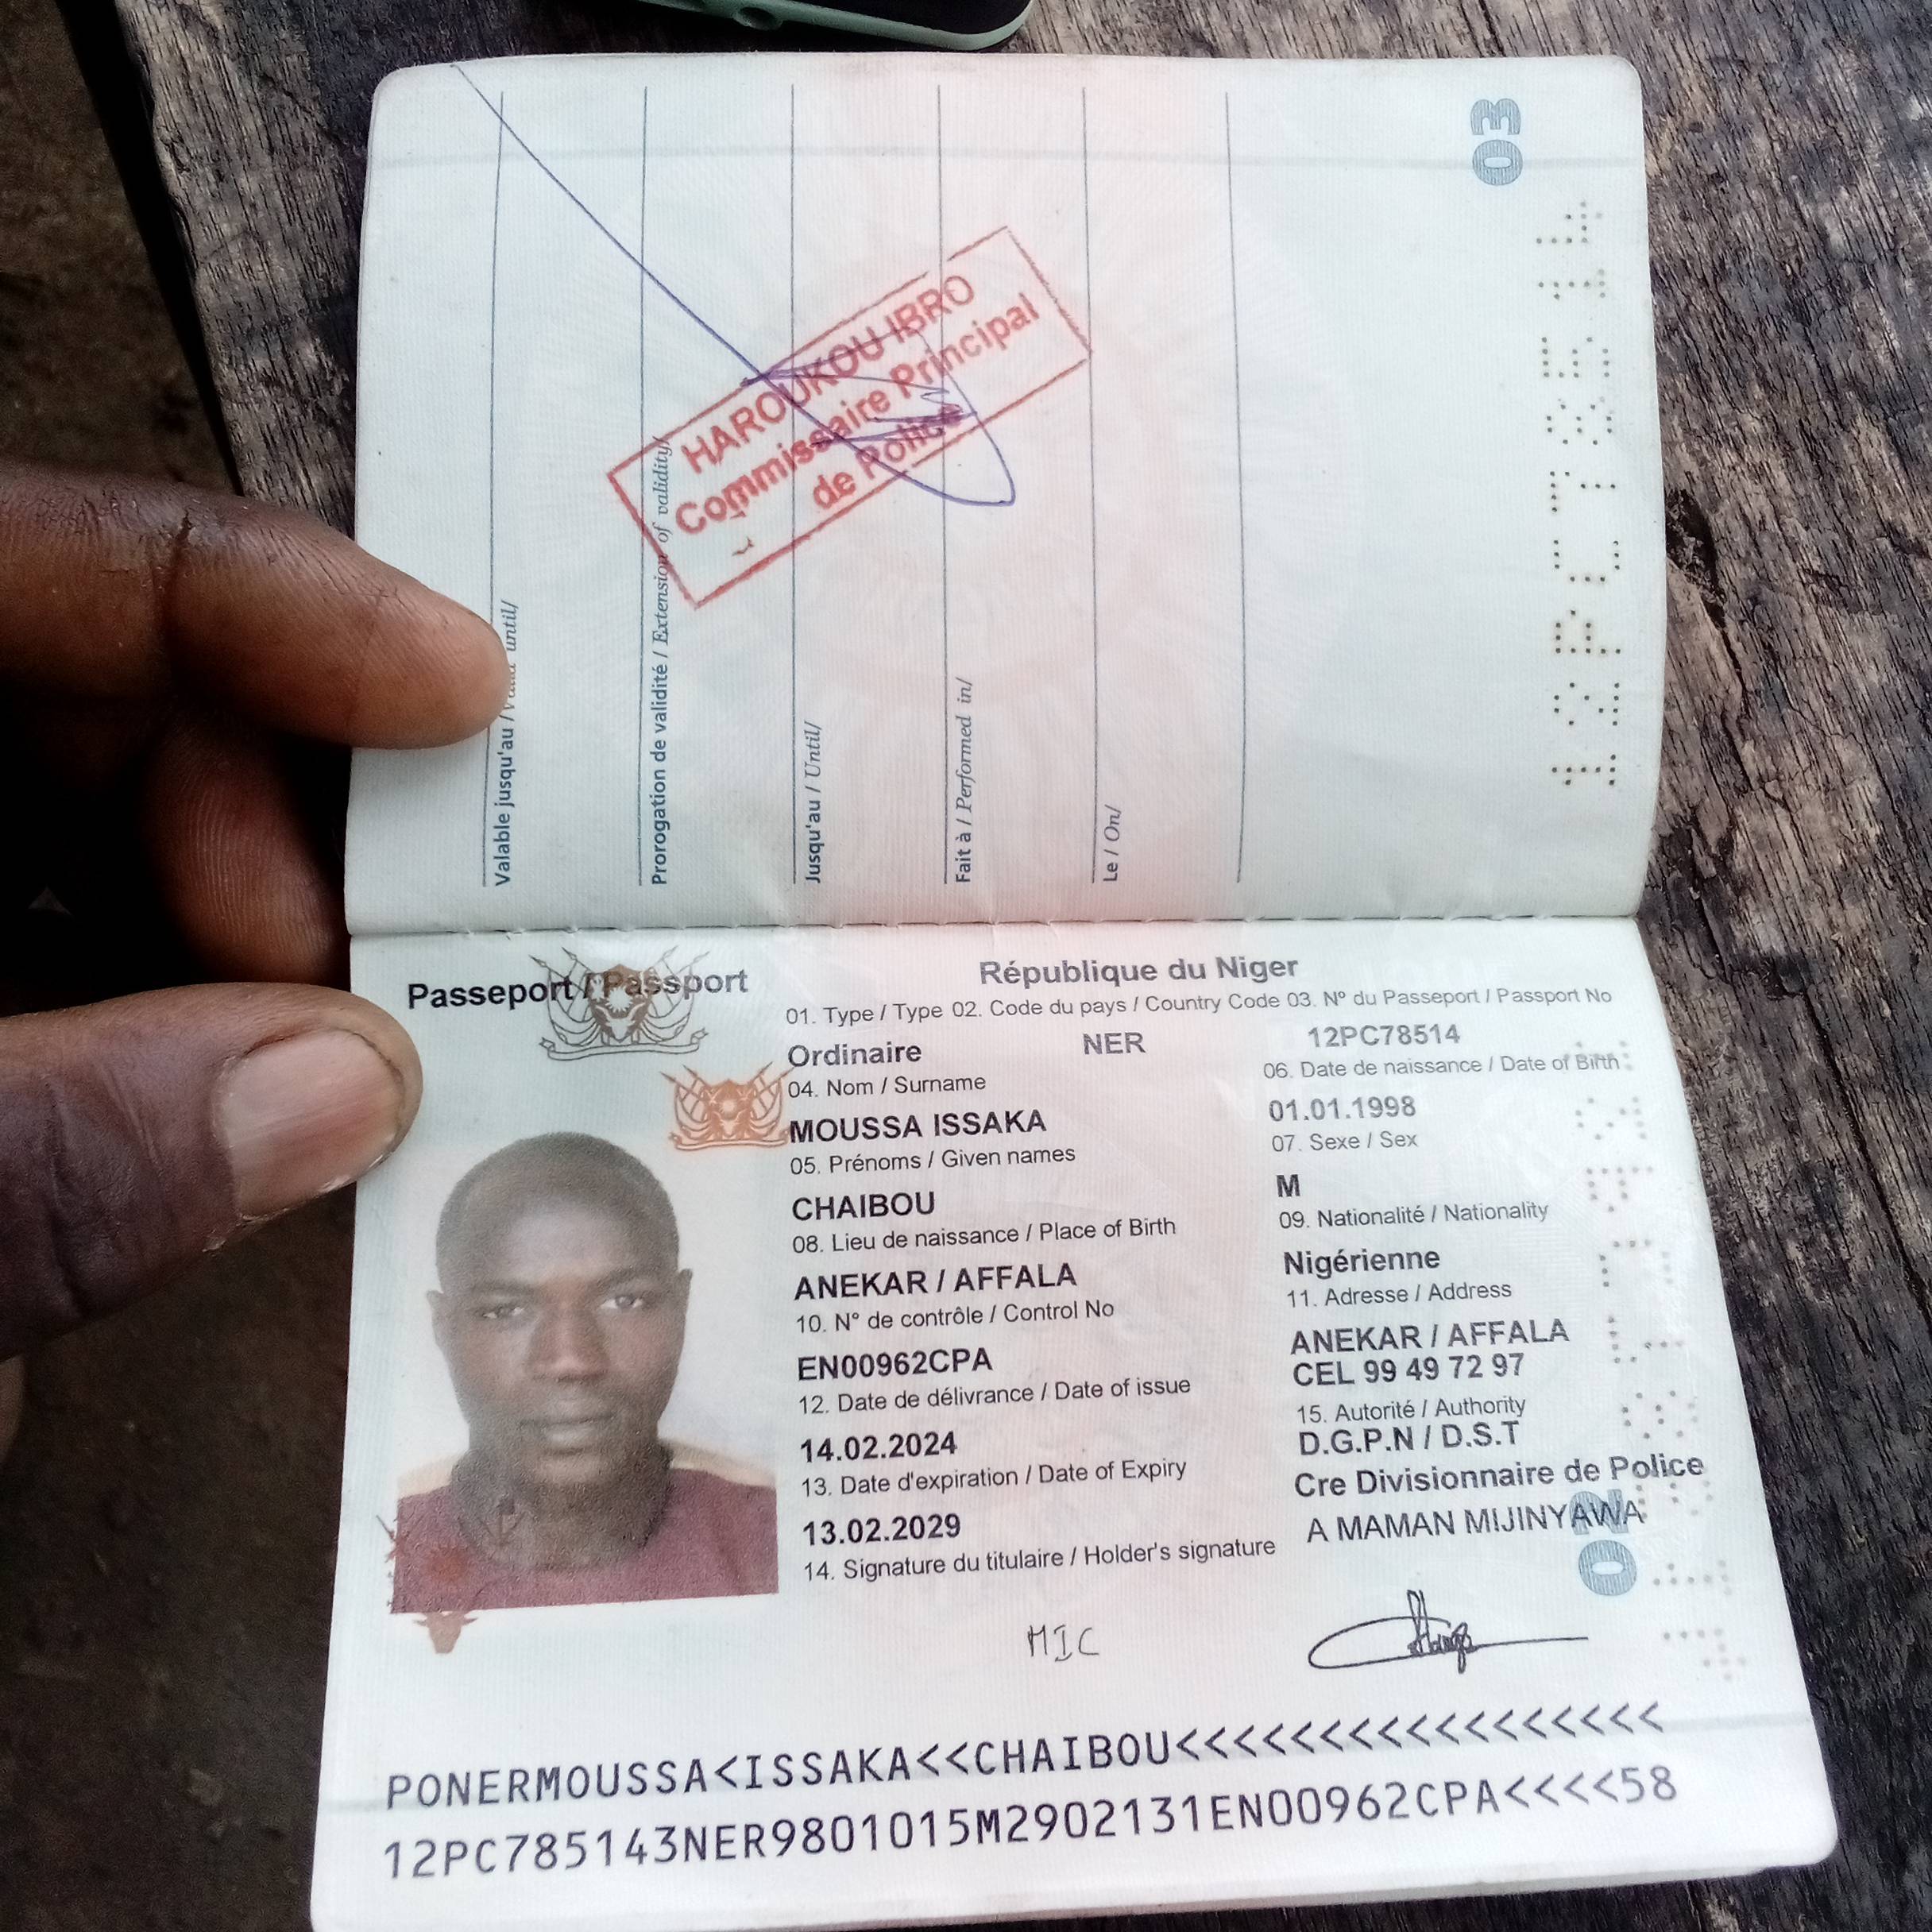 03
HAROUKOU IBRO
Commissaire Principal
de Police
Valable jusqu'au / Valid until/
Prorogation de validité / Extension of validity/
Jusqu'au / Until/
Fait à / Performed in/
Le / On/
12PC78514
Passeport / Passport
République du Niger
01. Type / Type 02. Code du pays / Country Code 03. Nº du Passeport / Passport No
Ordinaire NER 12PC78514
04. Nom / Surname
MOUSSA ISSAKA
05. Prénoms / Given names
CHAIBOU
08. Lieu de naissance / Place of Birth
ANEKAR / AFFALA
10. N° de contrôle / Control No
EN00962CPA
12. Date de délivrance / Date of issue
14.02.2024
13. Date d'expiration / Date of Expiry
13.02.2029
14. Signature du titulaire / Holder's signature
MIC
06. Date de naissance / Date of Birth
01.01.1998
07. Sexe / Sex
M
09. Nationalité / Nationality
Nigérienne
11. Adresse / Address
ANEKAR / AFFALA
CEL 99 49 72 97
15. Autorité / Authority
D.G.P.N / D.S.T
Cre Divisionnaire de Police
A MAMAN MIJINYAWA
02
PONERMOUSSA<ISSAKA<<CHAIBOU<<<<<<<<<<<<<<<<<
12PC785143NER9801015M2902131EN00962CPA<<<<58